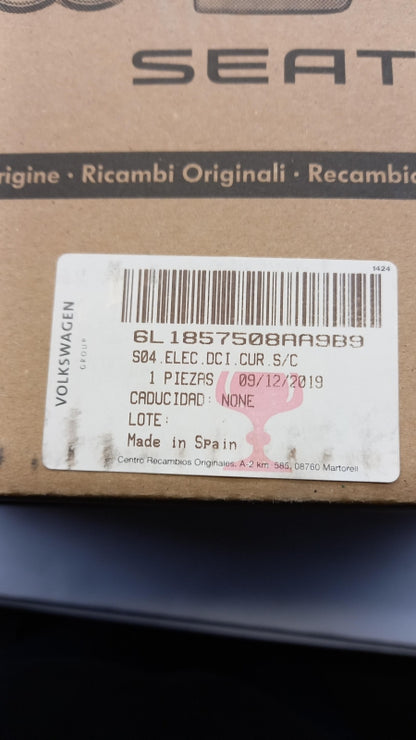 SEAT
rigine · Ricambi Originali · Recambio
1424
VOLKSWAGEN
GROUP
6L1857508AA9B9
S04.ELEC.DCI.CUR.S/C
1 PIEZAS 09/12/2019
CADUCIDAD: NONE
LOTE:
Made in Spain
Centro Recambios Originales. A-2 km. 585, 08760 Martorell